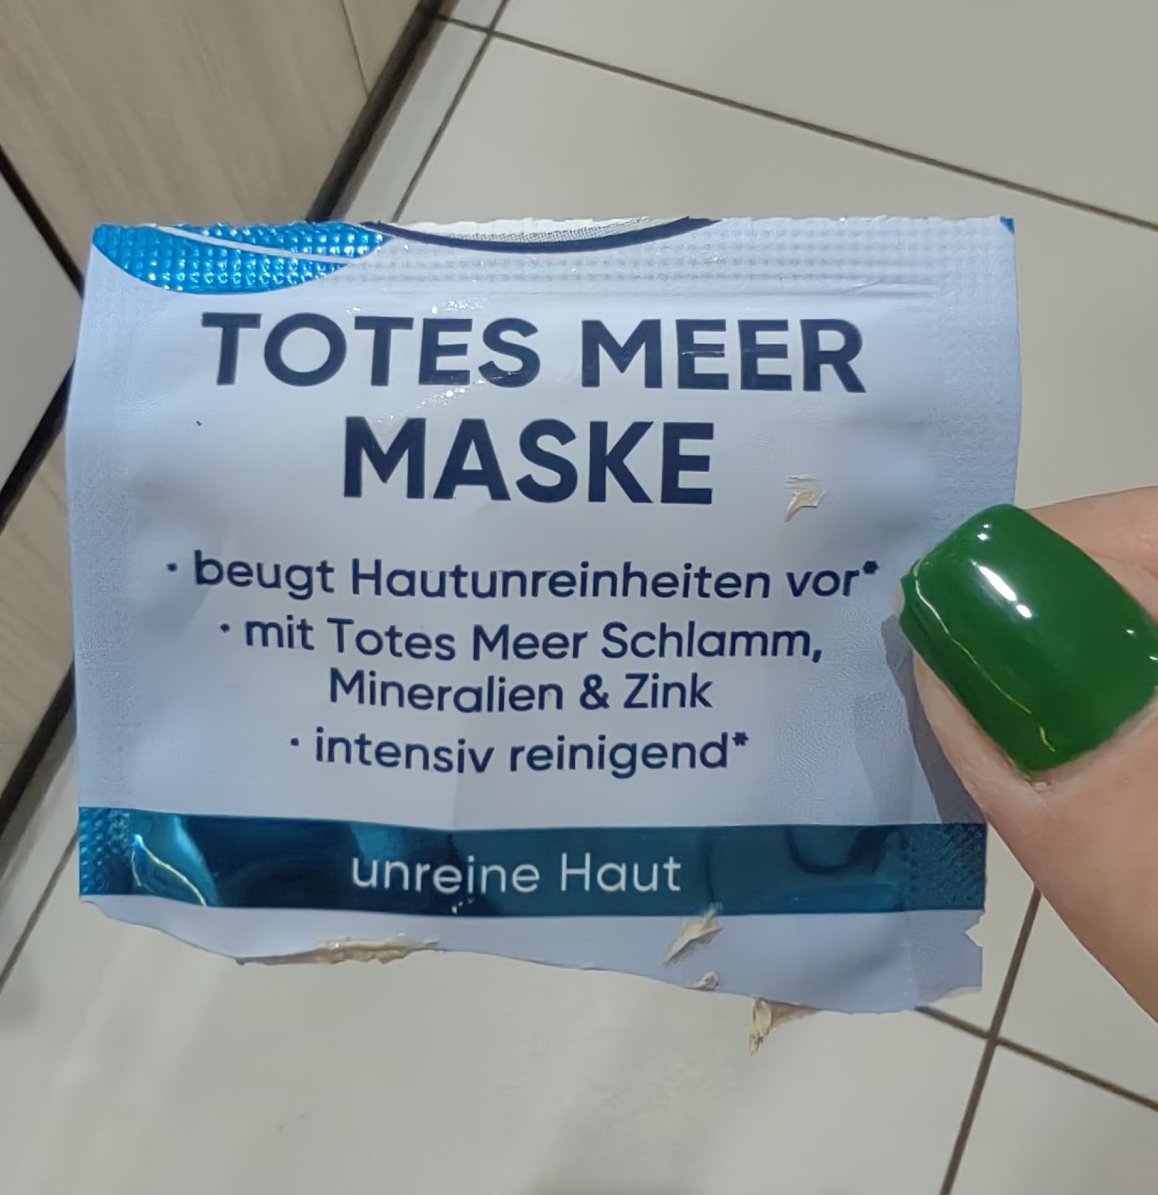 TOTES MEER
MASKE
· beugt Hautunreinheiten vor*
· mit Totes Meer Schlamm,
Mineralien & Zink
· intensiv reinigend*
unreine Haut